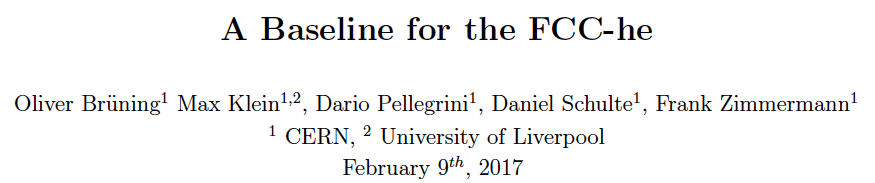 A Baseline for the FCC-he
Oliver Brüning¹ Max Klein¹,², Dario Pellegrini¹, Daniel Schulte¹, Frank Zimmermann¹
¹ CERN, ² University of Liverpool
February 9ᵗʰ, 2017